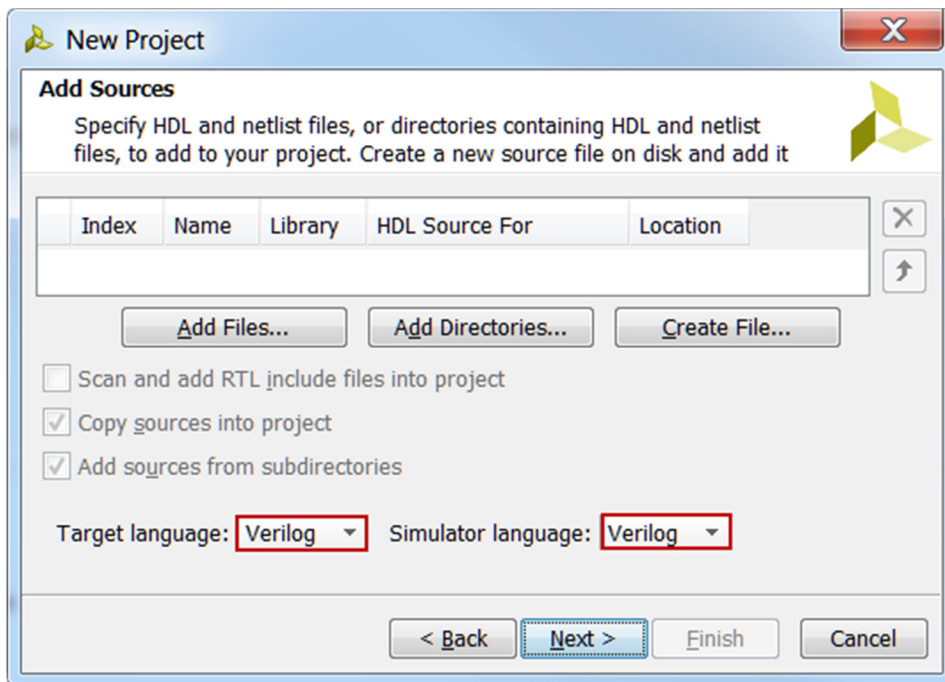 New Project
Add Sources
Specify HDL and netlist files, or directories containing HDL and netlist
files, to add to your project. Create a new source file on disk and add it
Index Name Library HDL Source For Location
Add Files... Add Directories... Create File...
Scan and add RTL include files into project
Copy sources into project
Add sources from subdirectories
Target language: Verilog Simulator language: Verilog
< Back Next > Finish Cancel